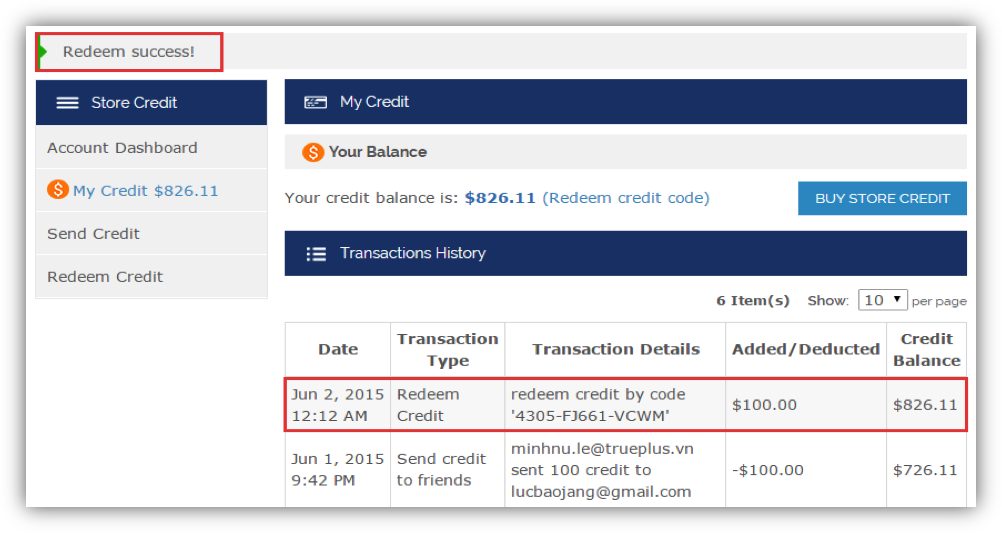 Redeem success!
Store Credit
Account Dashboard
$ My Credit $826.11
Send Credit
Redeem Credit
My Credit
$ Your Balance
Your credit balance is: $826.11 (Redeem credit code)
BUY STORE CREDIT
Transactions History
6 Item(s) Show: 10 per page
Date
Transaction
Type
Transaction Details
Added/Deducted
Credit
Balance
Jun 2, 2015
12:12 AM
Redeem
Credit
redeem credit by code
'4305-FJ661-VCWM'
$100.00
$826.11
Jun 1, 2015
9:42 PM
Send credit
to friends
minhnu.le@trueplus.vn
sent 100 credit to
lucbaojang@gmail.com
-$100.00
$726.11